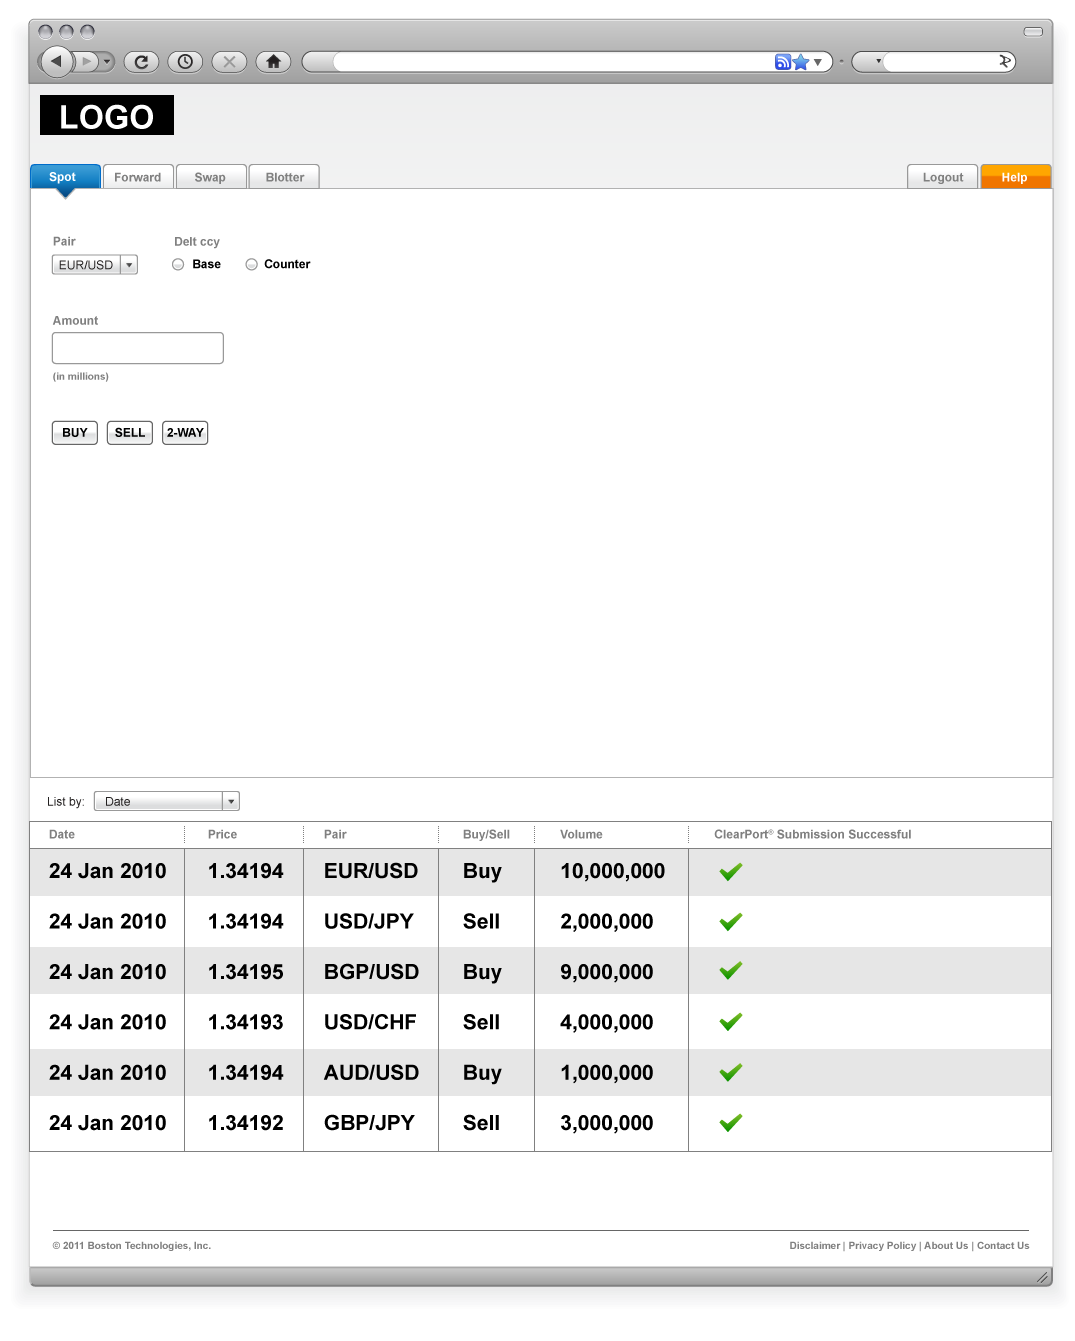 LOGO
Spot Forward Swap Blotter Logout Help
Pair Delt ccy
EUR/USD Base Counter
Amount
(in millions)
BUY SELL 2-WAY
List by: Date
Date Price Pair Buy/Sell Volume ClearPort® Submission Successful
24 Jan 2010 1.34194 EUR/USD Buy 10,000,000
24 Jan 2010 1.34194 USD/JPY Sell 2,000,000
24 Jan 2010 1.34195 BGP/USD Buy 9,000,000
24 Jan 2010 1.34193 USD/CHF Sell 4,000,000
24 Jan 2010 1.34194 AUD/USD Buy 1,000,000
24 Jan 2010 1.34192 GBP/JPY Sell 3,000,000
© 2011 Boston Technologies, Inc. Disclaimer | Privacy Policy | About Us | Contact Us